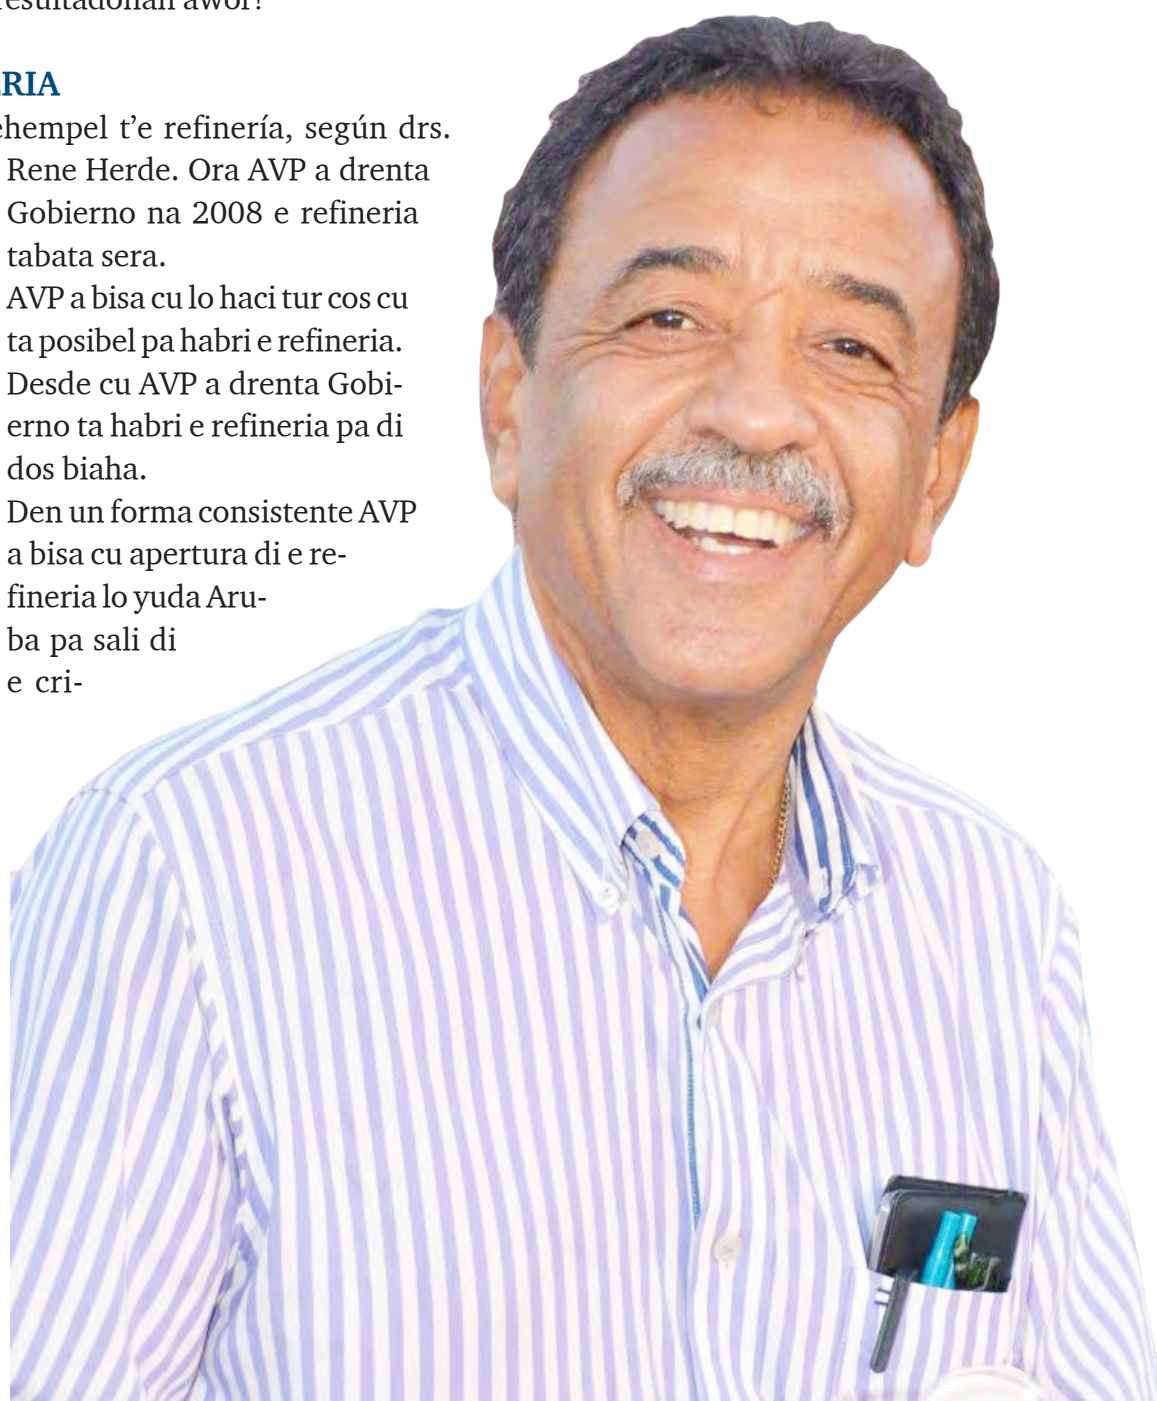 resultadonan awor!
RIA
hempel t’e refinería, según drs.
Rene Herde. Ora AVP a drenta
Gobierno na 2008 e refineria
tabata sera.
AVP a bisa cu lo haci tur cos cu
ta posibel pa habri e refineria.
Desde cu AVP a drenta Gobi-
erno ta habri e refineria pa di
dos biaha.
Den un forma consistente AVP
a bisa cu apertura di e re-
fineria lo yuda Aru-
ba pa sali di
e cri-